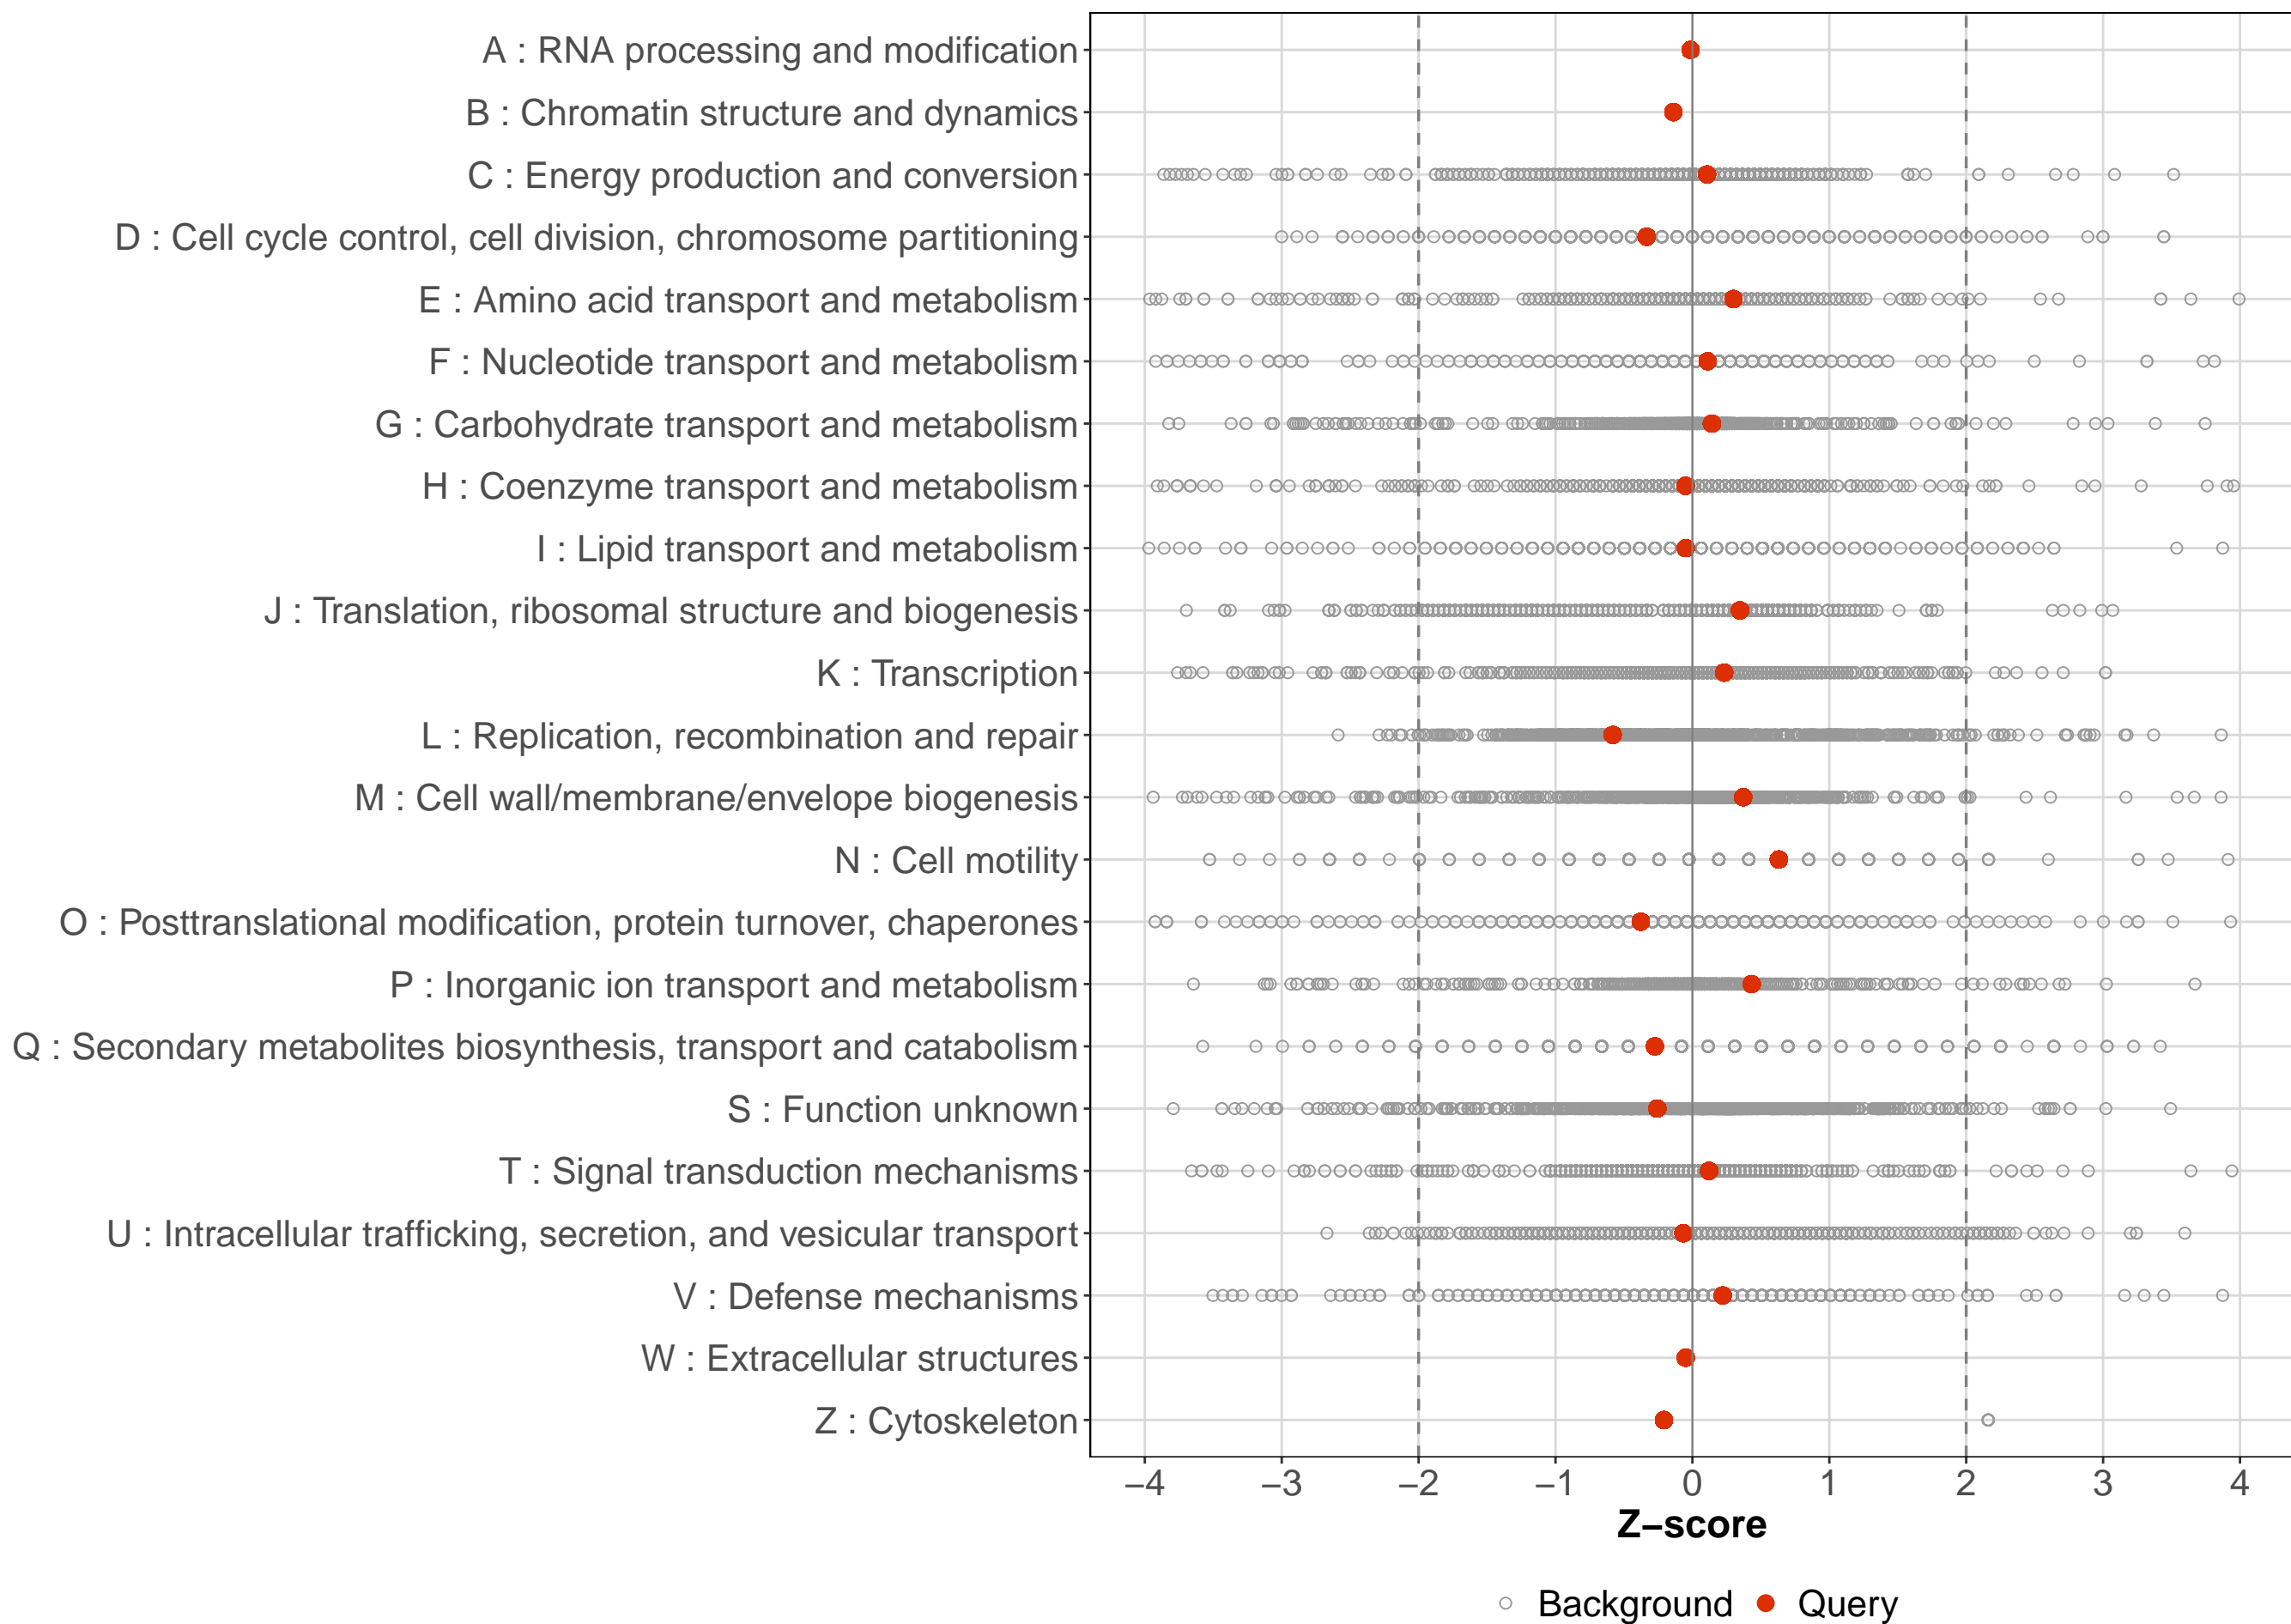 A : RNA processing and modification
B : Chromatin structure and dynamics
C : Energy production and conversion
D : Cell cycle control, cell division, chromosome partitioning
E : Amino acid transport and metabolism
F : Nucleotide transport and metabolism
G : Carbohydrate transport and metabolism
H : Coenzyme transport and metabolism
I : Lipid transport and metabolism
J : Translation, ribosomal structure and biogenesis
K : Transcription
L : Replication, recombination and repair
M : Cell wall/membrane/envelope biogenesis
N : Cell motility
O : Posttranslational modification, protein turnover, chaperones
P : Inorganic ion transport and metabolism
Q : Secondary metabolites biosynthesis, transport and catabolism
S : Function unknown
T : Signal transduction mechanisms
U : Intracellular trafficking, secretion, and vesicular transport
V : Defense mechanisms
W : Extracellular structures
Z : Cytoskeleton
−4 −3 −2 −1 0 1 2 3 4
Z−score
Background Query